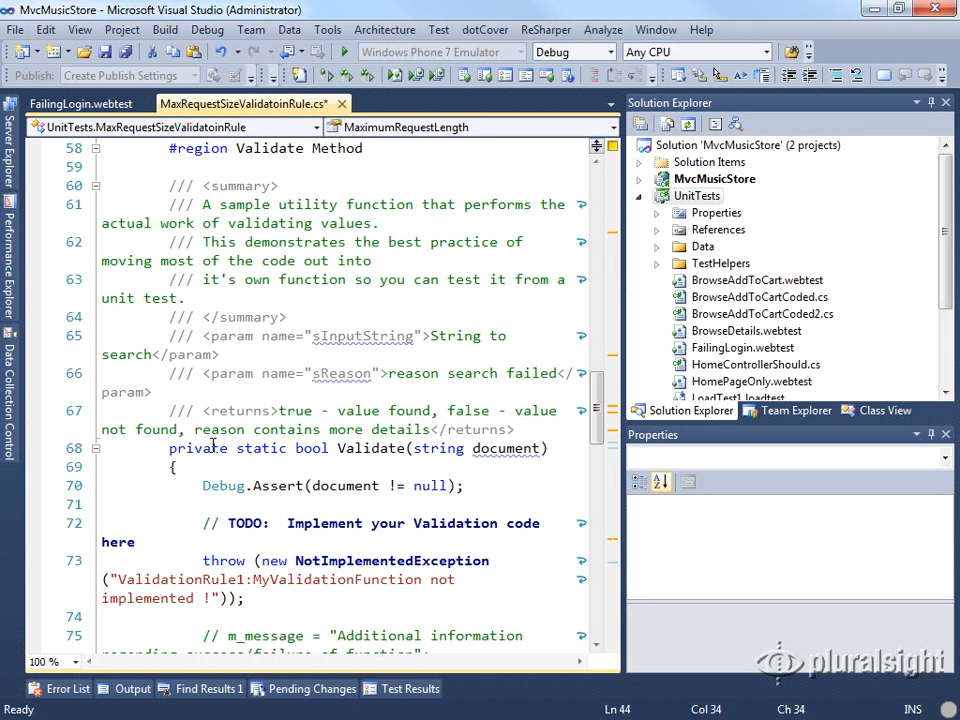 MvcMusicStore - Microsoft Visual Studio (Administrator)
File Edit View Project Build Debug Team Data Tools Architecture Test dotCover ReSharper Analyze Window Help
Windows Phone 7 Emulator Debug Any CPU
Publish: Create Publish Settings
FailingLogin.webtest MaxRequestSizeValidatoinRule.cs*
UnitTests.MaxRequestSizeValidatoinRule MaximumRequestLength
58 #region Validate Method
59
60 /// <summary>
61 /// A sample utility function that performs the
actual work of validating values.
62 /// This demonstrates the best practice of
moving most of the code out into
63 /// it's own function so you can test it from a
unit test.
64 /// </summary>
65 /// <param name="sInputString">String to
search</param>
66 /// <param name="sReason">reason search failed</
param>
67 /// <returns>true - value found, false - value
not found, reason contains more details</returns>
68 private static bool Validate(string document)
69 {
70 Debug.Assert(document != null);
71
72 // TODO:  Implement your Validation code
here
73 throw (new NotImplementedException
("ValidationRule1:MyValidationFunction not
implemented !"));
74
75 // m_message = "Additional information
regarding success/failure of function";
100 %
Server Explorer
Performance Explorer
Data Collection Control
Solution Explorer
Solution 'MvcMusicStore' (2 projects)
Solution Items
MvcMusicStore
UnitTests
Properties
References
Data
TestHelpers
BrowseAddToCart.webtest
BrowseAddToCartCoded.cs
BrowseAddToCartCoded2.cs
BrowseDetails.webtest
FailingLogin.webtest
HomeControllerShould.cs
HomePageOnly.webtest
LoadTest1.loadtest
Solution Explorer Team Explorer Class View
Properties
pluralsight
Error List Output Find Results 1 Pending Changes Test Results
Ready Ln 44 Col 34 Ch 34 INS